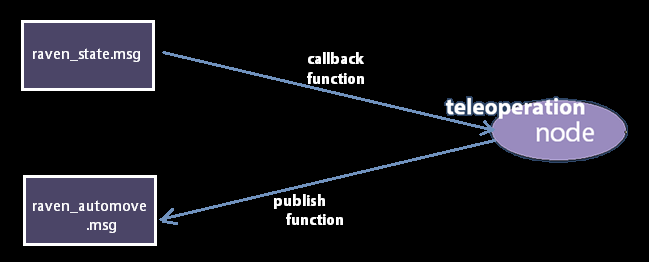 raven_state.msg
callback
function
teleoperation
node
raven_automove
.msg
publish
function